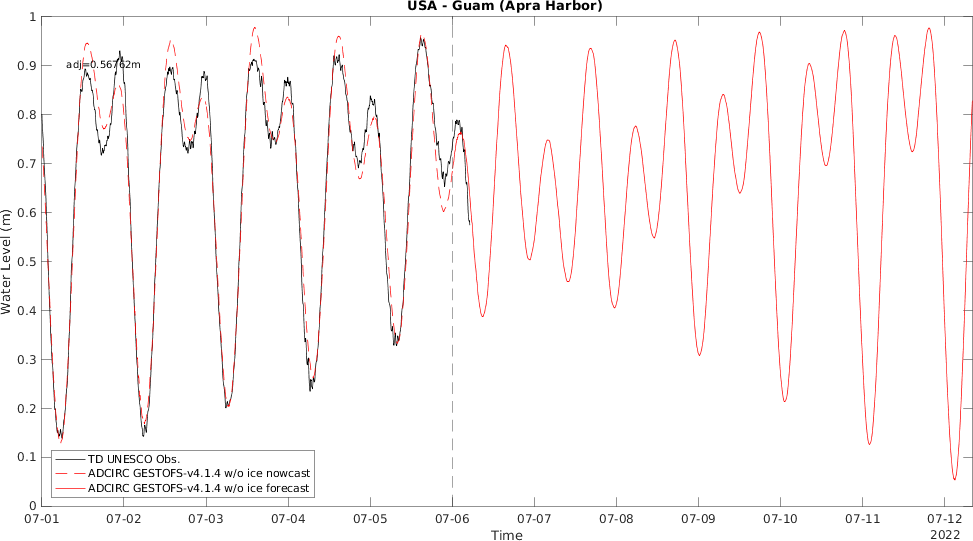 USA - Guam (Apra Harbor)
adj=0.56762m
Water Level (m)
1
0.9
0.8
0.7
0.6
0.5
0.4
0.3
0.2
0.1
0
TD UNESCO Obs.
ADCIRC GESTOFS-v4.1.4 w/o ice nowcast
ADCIRC GESTOFS-v4.1.4 w/o ice forecast
07-01 07-02 07-03 07-04 07-05 07-06 07-07 07-08 07-09 07-10 07-11 07-12
2022
Time